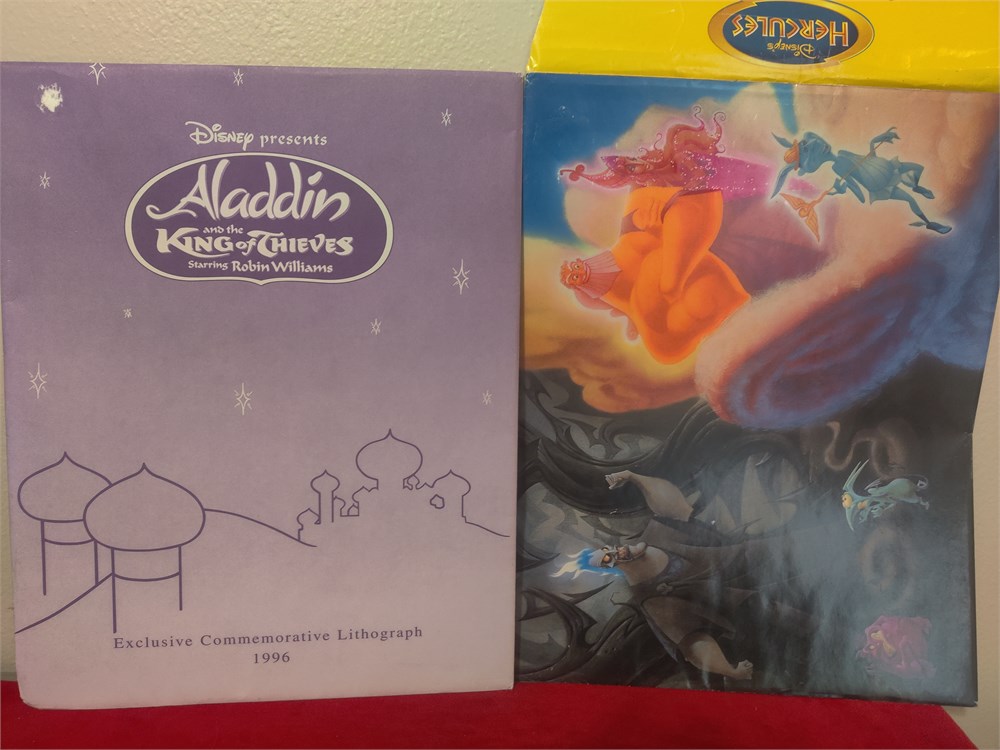 Disney presents
Aladdin
and the
King of Thieves
Starring Robin Williams
Exclusive Commemorative Lithograph
1996
Disney's
Hercules